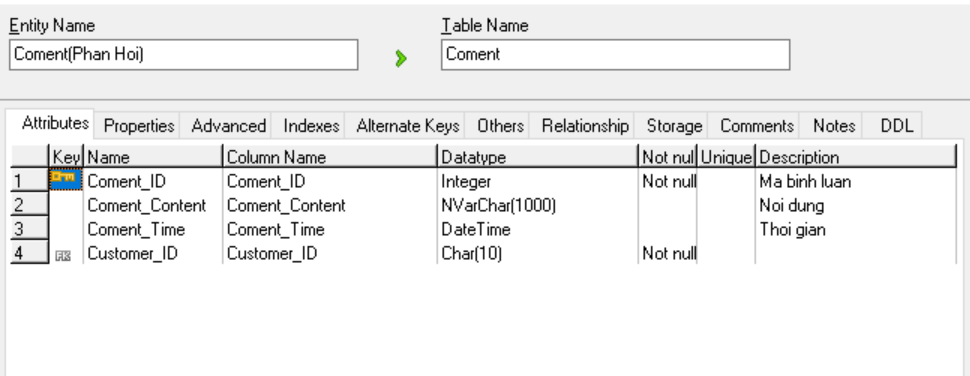 Entity Name Table Name
Coment(Phan Hoi) Coment
Attributes Properties Advanced Indexes Alternate Keys Others Relationship Storage Comments Notes DDL
Key Name Column Name Datatype Not nul Unique Description
1 Coment_ID Coment_ID Integer Not null Ma binh luan
2 Coment_Content Coment_Content NVarChar(1000) Noi dung
3 Coment_Time Coment_Time DateTime Thoi gian
4 FK Customer_ID Customer_ID Char(10) Not null